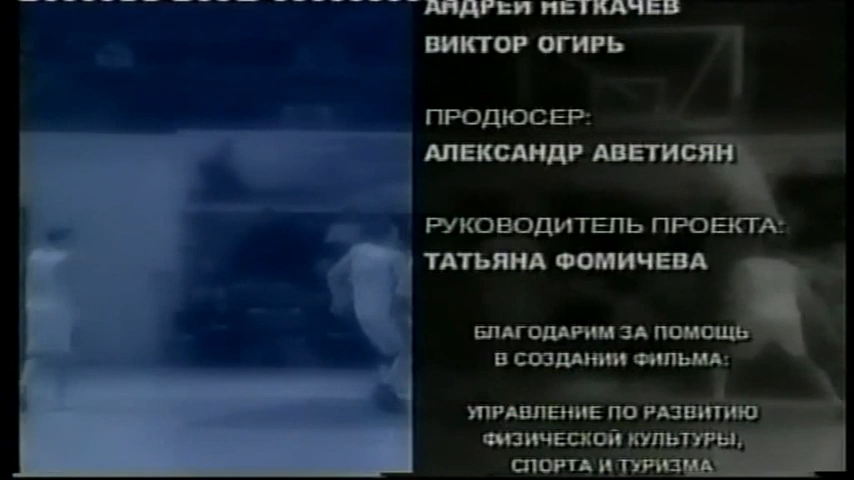 АНДРЕЙ НЕТКАЧЕВ
ВИКТОР ОГИРЬ
ПРОДЮСЕР:
АЛЕКСАНДР АВЕТИСЯН
РУКОВОДИТЕЛЬ ПРОЕКТА:
ТАТЬЯНА ФОМИЧЕВА
БЛАГОДАРИМ ЗА ПОМОЩЬ
В СОЗДАНИИ ФИЛЬМА:
УПРАВЛЕНИЕ ПО РАЗВИТИЮ
ФИЗИЧЕСКОЙ КУЛЬТУРЫ,
СПОРТА И ТУРИЗМА